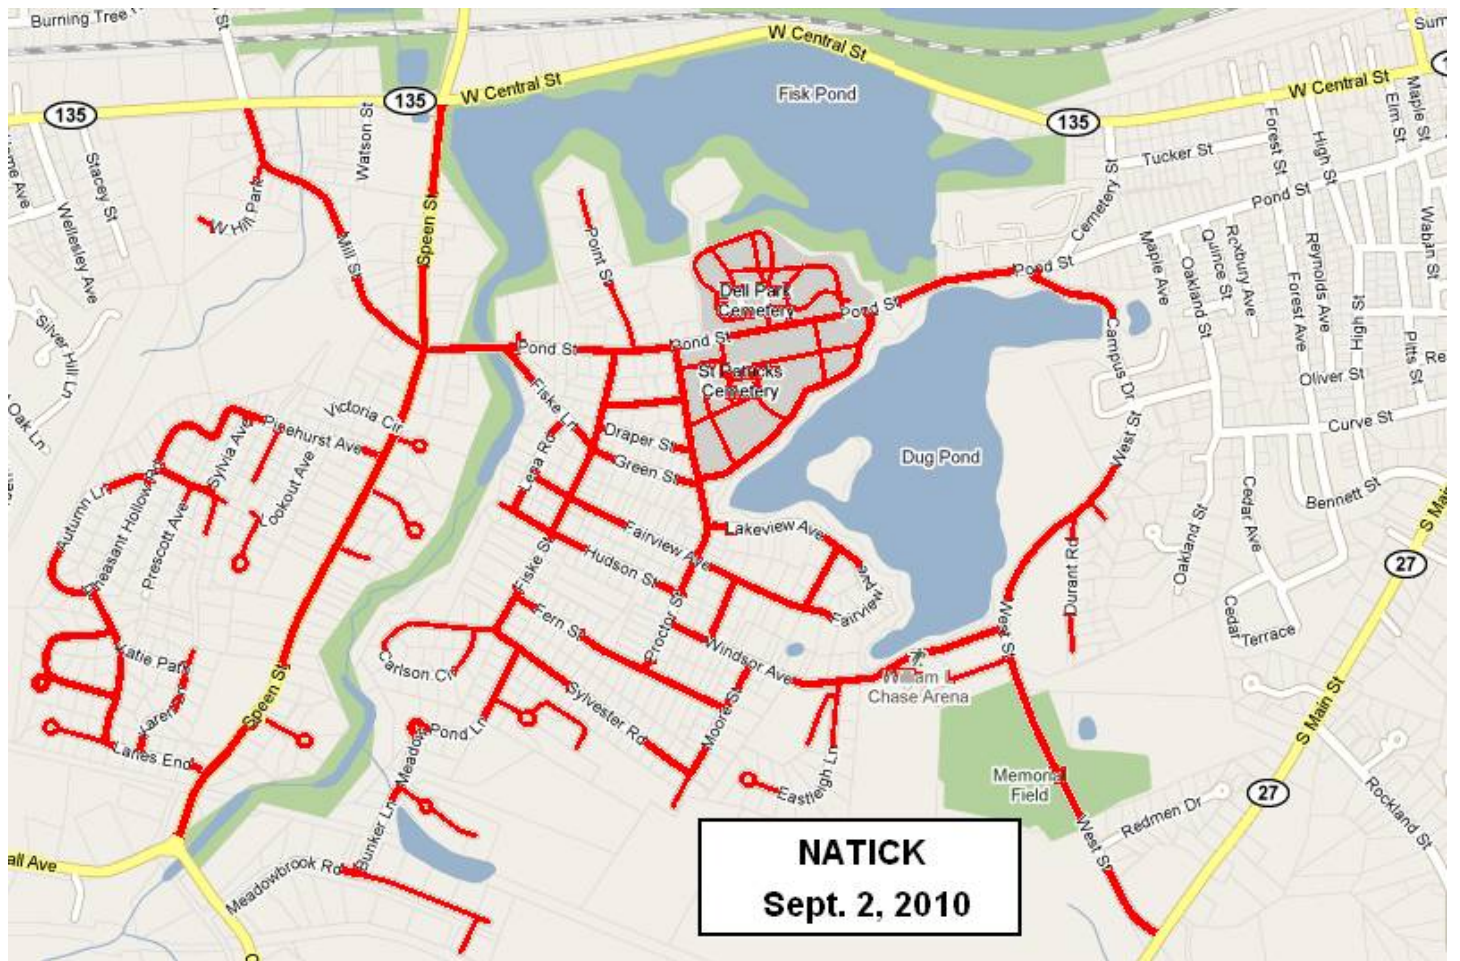 Burning Tree
St
W Central St
W Central St
Sum
135
135
W Central St
Fisk Pond
135
W Central St
Maple St
Elm St
Watson St
Stacey St
Tucker St
Forest St
High St
Cemetery St
Pond St
W Hill Park
Wellesley Ave
Speen St
Mill St
Point St
Pond St
Maple Ave
Oakland St
Quince St
Roxbury Ave
Reynolds Ave
Forest Ave
High St
Waban St
Pitts St
Re
Dell Park
Cemetery
Pond St
Pond St
Pond St
St Patricks
Cemetery
Silver Hill Ln
Oak Ln
Campus Dr
Oliver St
Curve St
Victoria Cir
Fiske Ln
Pinehurst Ave
Sylvia Ave
Draper St
Green St
West St
Dug Pond
Lookout Ave
Autumn Ln
Pheasant Hollow Rd
Prescott Ave
Cedar Ave
Bennett St
S Main
Oakland St
Lakeview Ave
Fairview Ave
Hudson St
Fiske St
Durant Rd
27
Fairview Ave
Fern St
Proctor St
Windsor Ave
West St
Cedar Terrace
Carlson Cir
William L
Chase Arena
Sylvester Rd
Moore St
Pond Ln
Meadow
S Main St
Lanes End
Speen St
Eastleigh Ln
Memorial
Field
27
Redmen Dr
Rockland St
Bunker Ln
West St
all Ave
Meadowbrook Rd
NATICK
Sept. 2, 2010